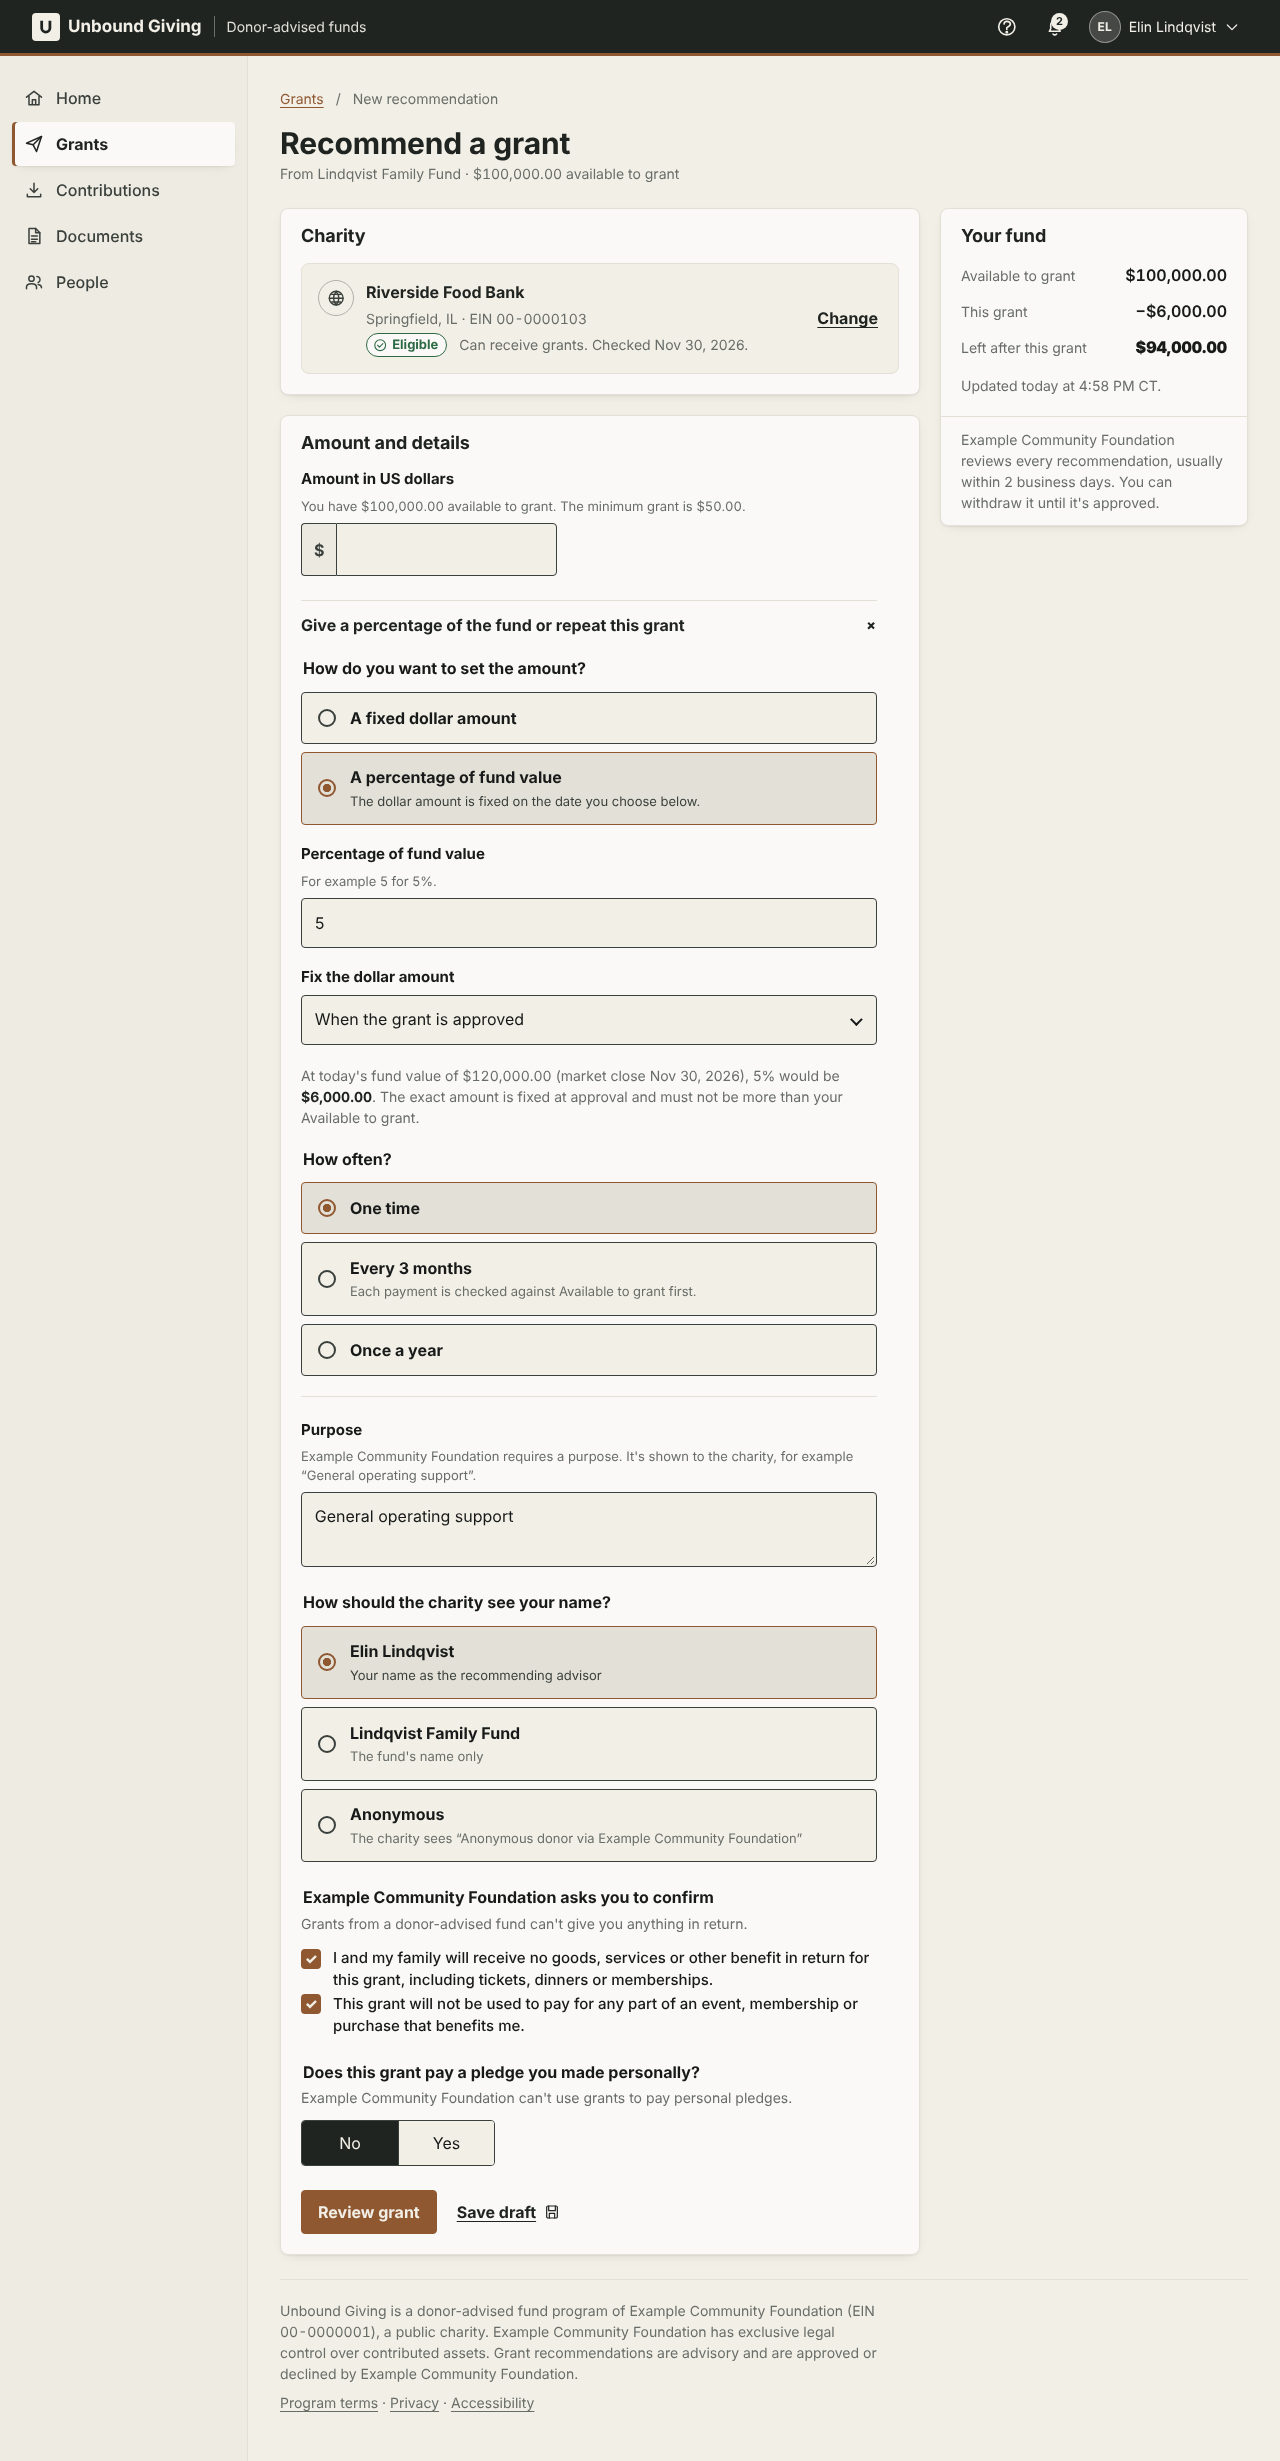 U Unbound Giving Donor-advised funds
2
EL Elin Lindqvist
Home
Grants
Contributions
Documents
People
Grants / New recommendation
Recommend a grant
From Lindqvist Family Fund · $100,000.00 available to grant
Charity
Riverside Food Bank
Springfield, IL · EIN 00-0000103
Eligible Can receive grants. Checked Nov 30, 2026.
Change
Your fund
Available to grant $100,000.00
This grant −$6,000.00
Left after this grant $94,000.00
Updated today at 4:58 PM CT.
Example Community Foundation
reviews every recommendation, usually
within 2 business days. You can
withdraw it until it's approved.
Amount and details
Amount in US dollars
You have $100,000.00 available to grant. The minimum grant is $50.00.
$
Give a percentage of the fund or repeat this grant ×
How do you want to set the amount?
A fixed dollar amount
A percentage of fund value
The dollar amount is fixed on the date you choose below.
Percentage of fund value
For example 5 for 5%.
5
Fix the dollar amount
When the grant is approved
At today's fund value of $120,000.00 (market close Nov 30, 2026), 5% would be
$6,000.00. The exact amount is fixed at approval and must not be more than your
Available to grant.
How often?
One time
Every 3 months
Each payment is checked against Available to grant first.
Once a year
Purpose
Example Community Foundation requires a purpose. It's shown to the charity, for example
“General operating support”.
General operating support
How should the charity see your name?
Elin Lindqvist
Your name as the recommending advisor
Lindqvist Family Fund
The fund's name only
Anonymous
The charity sees “Anonymous donor via Example Community Foundation”
Example Community Foundation asks you to confirm
Grants from a donor-advised fund can't give you anything in return.
I and my family will receive no goods, services or other benefit in return for
this grant, including tickets, dinners or memberships.
This grant will not be used to pay for any part of an event, membership or
purchase that benefits me.
Does this grant pay a pledge you made personally?
Example Community Foundation can't use grants to pay personal pledges.
No Yes
Review grant Save draft
Unbound Giving is a donor-advised fund program of Example Community Foundation (EIN
00-0000001), a public charity. Example Community Foundation has exclusive legal
control over contributed assets. Grant recommendations are advisory and are approved or
declined by Example Community Foundation.
Program terms · Privacy · Accessibility